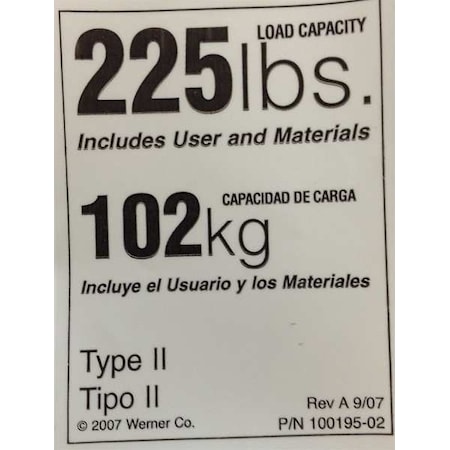 LOAD CAPACITY
225lbs.
Includes User and Materials
CAPACIDAD DE CARGA
102kg
Incluye el Usuario y los Materiales
Type II
Tipo II
Rev A 9/07
© 2007 Werner Co.
P/N 100195-02